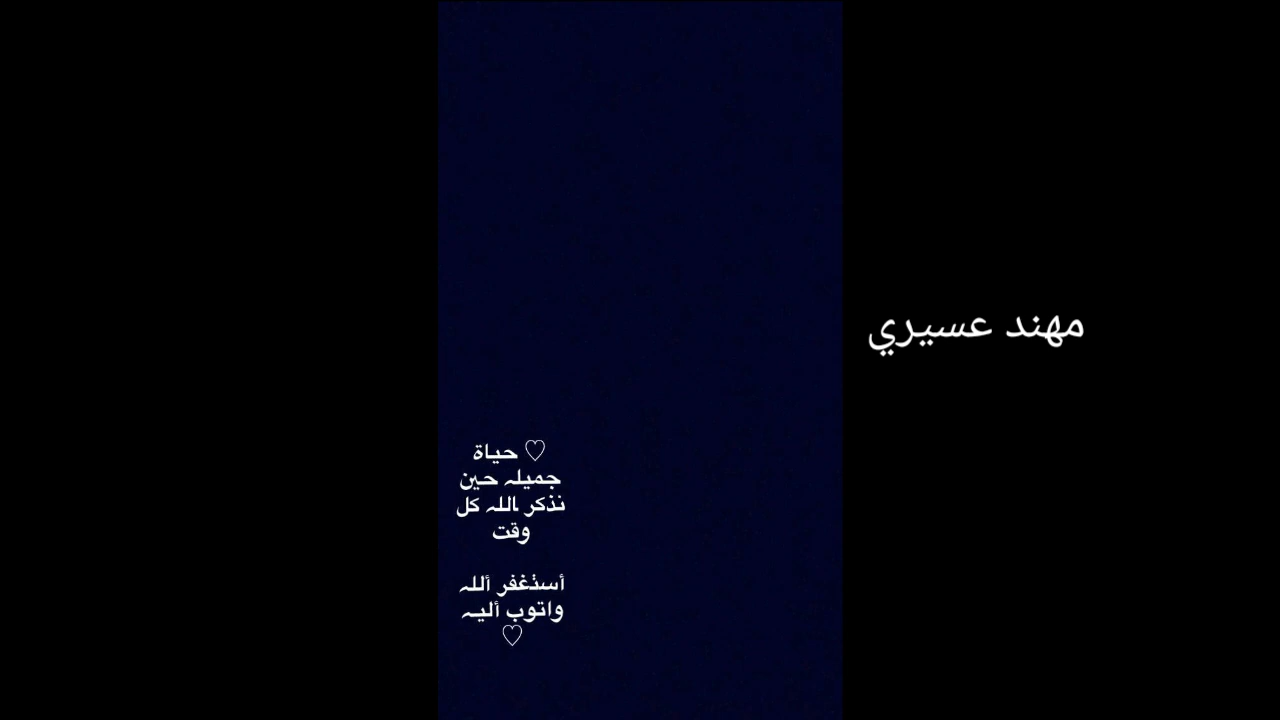 مهند عسيري
♡ حياة
جميله حين
نذكر الله كل
وقت
أستغفر ألله
واتوب أليه
♡